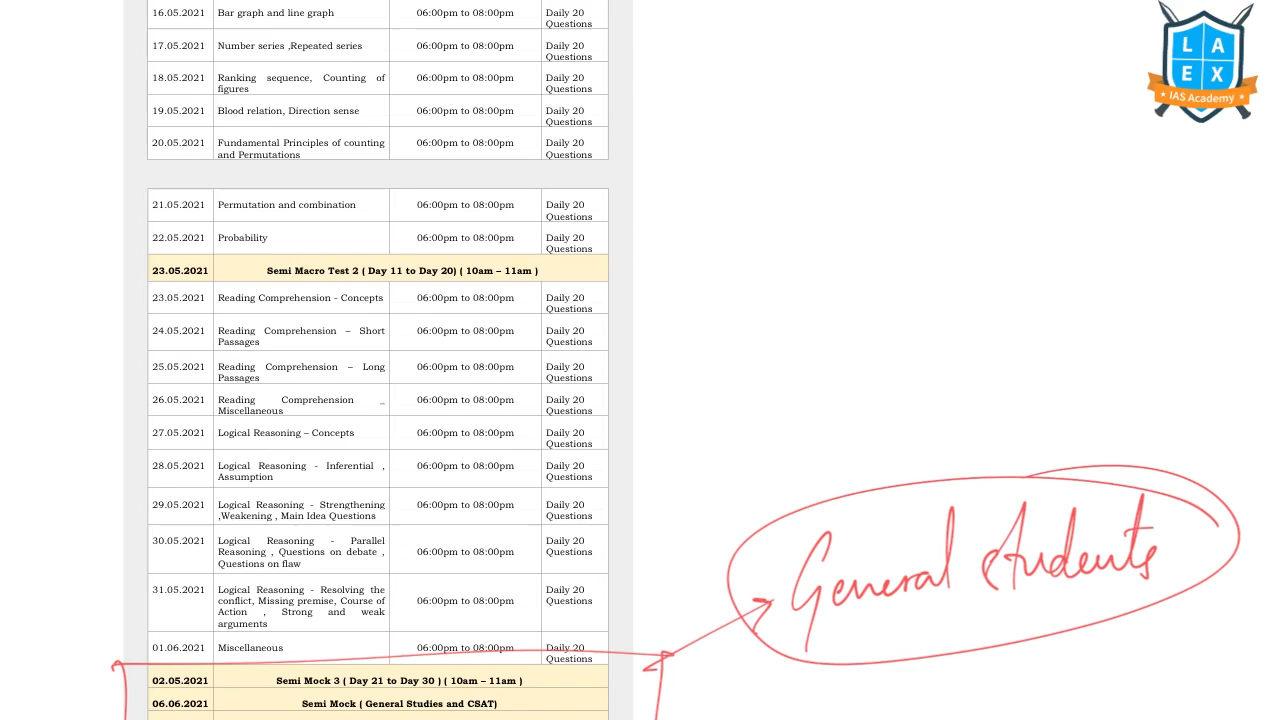 16.05.2021 Bar graph and line graph 06:00pm to 08:00pm Daily 20
Questions
17.05.2021 Number series ,Repeated series 06:00pm to 08:00pm Daily 20
Questions
18.05.2021 Ranking sequence, Counting of 06:00pm to 08:00pm Daily 20
figures Questions
19.05.2021 Blood relation, Direction sense 06:00pm to 08:00pm Daily 20
Questions
20.05.2021 Fundamental Principles of counting 06:00pm to 08:00pm Daily 20
and Permutations Questions
21.05.2021 Permutation and combination 06:00pm to 08:00pm Daily 20
Questions
22.05.2021 Probability 06:00pm to 08:00pm Daily 20
Questions
23.05.2021 Semi Macro Test 2 ( Day 11 to Day 20) ( 10am – 11am )
23.05.2021 Reading Comprehension - Concepts 06:00pm to 08:00pm Daily 20
Questions
24.05.2021 Reading Comprehension – Short 06:00pm to 08:00pm Daily 20
Passages Questions
25.05.2021 Reading Comprehension – Long 06:00pm to 08:00pm Daily 20
Passages Questions
26.05.2021 Reading Comprehension – 06:00pm to 08:00pm Daily 20
Miscellaneous Questions
27.05.2021 Logical Reasoning – Concepts 06:00pm to 08:00pm Daily 20
Questions
28.05.2021 Logical Reasoning - Inferential , 06:00pm to 08:00pm Daily 20
Assumption Questions
29.05.2021 Logical Reasoning - Strengthening 06:00pm to 08:00pm Daily 20
,Weakening , Main Idea Questions Questions
30.05.2021 Logical Reasoning - Parallel Daily 20
Reasoning , Questions on debate , 06:00pm to 08:00pm Questions
Questions on flaw
31.05.2021 Logical Reasoning - Resolving the Daily 20
conflict, Missing premise, Course of 06:00pm to 08:00pm Questions
Action , Strong and weak
arguments
01.06.2021 Miscellaneous 06:00pm to 08:00pm Daily 20
Questions
02.05.2021 Semi Mock 3 ( Day 21 to Day 30 ) ( 10am – 11am )
06.06.2021 Semi Mock ( General Studies and CSAT)
L A
E X
IAS Academy
General students